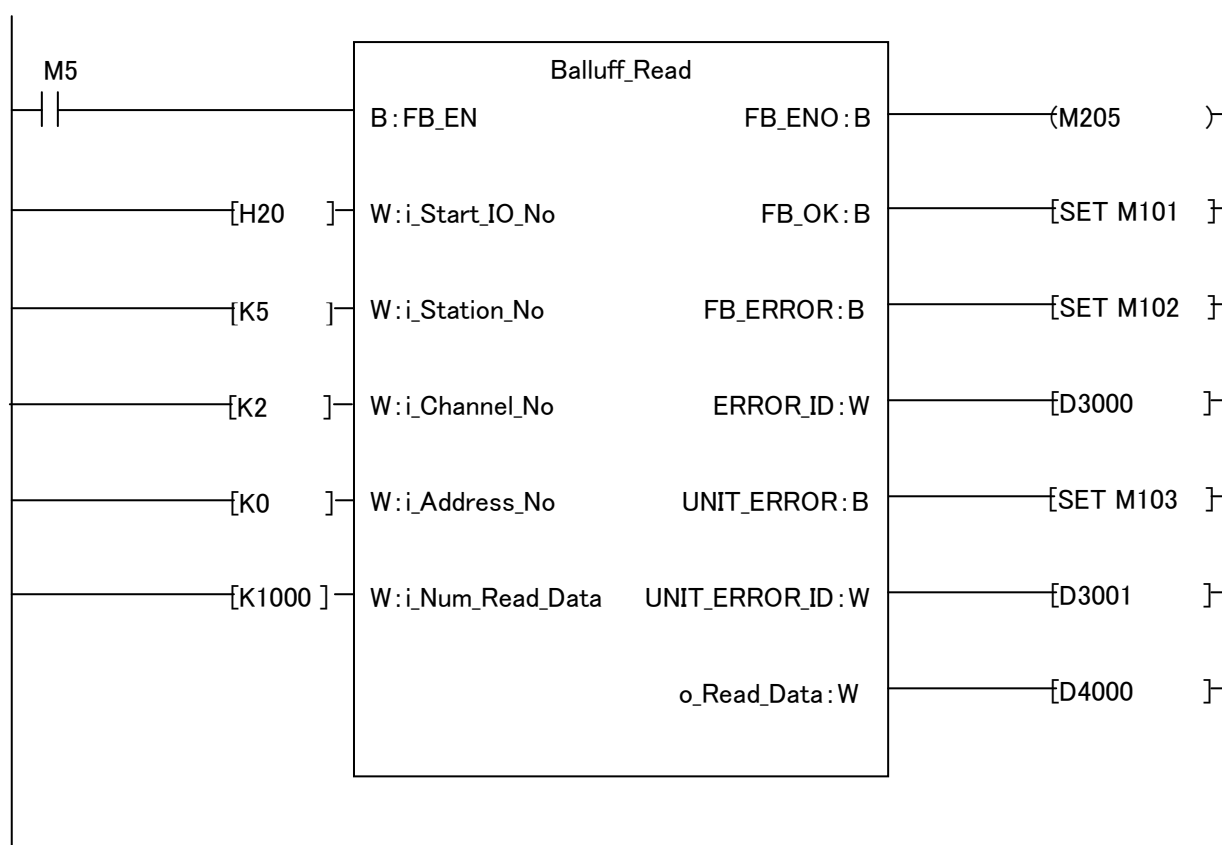 Balluff_Read
M5
B:FB_EN FB_ENO:B (M205 )
[H20 ] W:i_Start_IO_No FB_OK:B [SET M101 ]
[K5 ] W:i_Station_No FB_ERROR:B [SET M102 ]
[K2 ] W:i_Channel_No ERROR_ID:W [D3000 ]
[K0 ] W:i_Address_No UNIT_ERROR:B [SET M103 ]
[K1000 ] W:i_Num_Read_Data UNIT_ERROR_ID:W [D3001 ]
o_Read_Data:W [D4000 ]